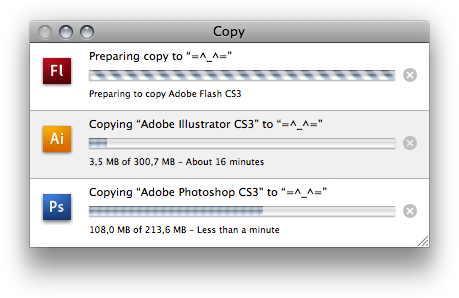 Copy
Fl
Preparing copy to “=^_^=”
Preparing to copy Adobe Flash CS3
Ai
Copying “Adobe Illustrator CS3” to “=^_^=”
3,5 MB of 300,7 MB – About 16 minutes
Ps
Copying “Adobe Photoshop CS3” to “=^_^=”
108,0 MB of 213,6 MB – Less than a minute